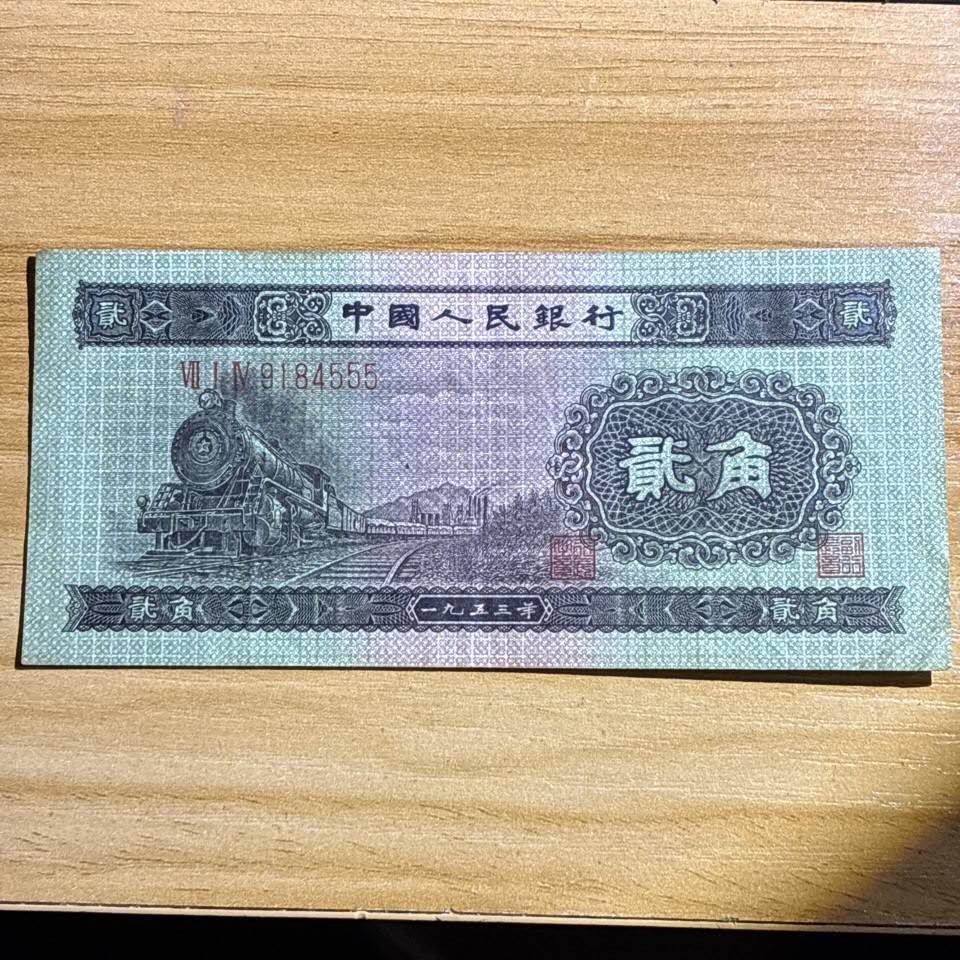 貳 中國人民銀行 貳
VII I IV 9184555
貳角
貳角 一九五三年 貳角